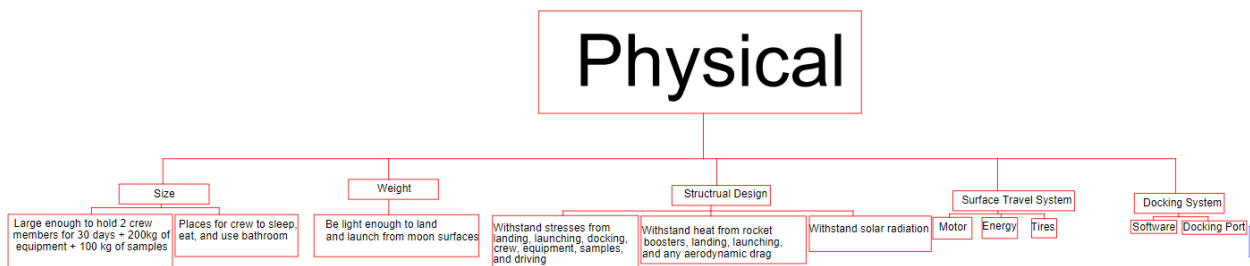 Physical
Size
Weight
Structrual Design
Surface Travel System
Docking System
Large enough to hold 2 crew
members for 30 days + 200kg of
equipment + 100 kg of samples
Places for crew to sleep,
eat, and use bathroom
Be light enough to land
and launch from moon surfaces
Withstand stresses from
landing, launching, docking,
crew, equipment, samples,
and driving
Withstand heat from rocket
boosters, landing, launching,
and any aerodynamic drag
Withstand solar radiation
Motor
Energy
Tires
Software
Docking Port